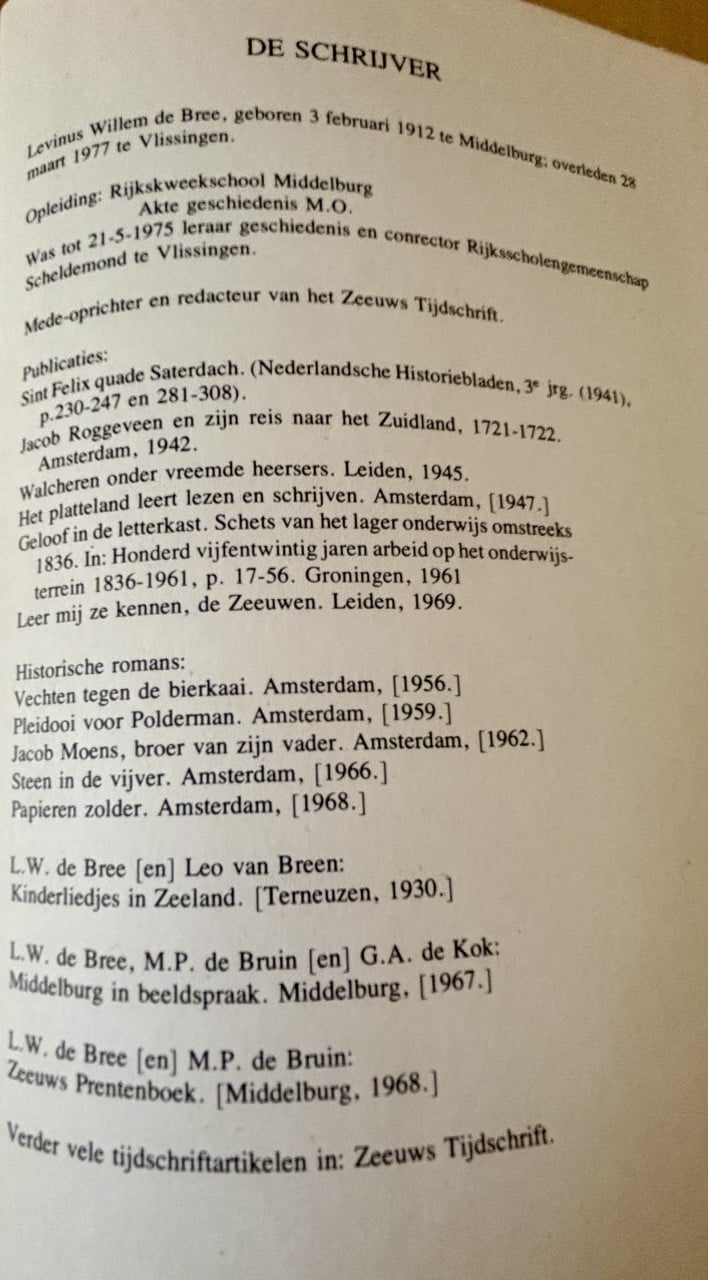 DE SCHRIJVER
Levinus Willem de Bree, geboren 3 februari 1912 te Middelburg; overleden 28
maart 1977 te Vlissingen.
Opleiding: Rijkskweekschool Middelburg
Akte geschiedenis M.O.
Was tot 21-5-1975 leraar geschiedenis en conrector Rijksscholengemeenschap
Scheldemond te Vlissingen.
Mede-oprichter en redacteur van het Zeeuws Tijdschrift.
Publicaties:
Sint Felix quade Saterdach. (Nederlandsche Historiebladen, 3e jrg. (1941),
p.230-247 en 281-308).
Jacob Roggeveen en zijn reis naar het Zuidland, 1721-1722.
Amsterdam, 1942.
Walcheren onder vreemde heersers. Leiden, 1945.
Het platteland leert lezen en schrijven. Amsterdam, [1947.]
Geloof in de letterkast. Schets van het lager onderwijs omstreeks
1836. In: Honderd vijfentwintig jaren arbeid op het onderwijs-
terrein 1836-1961, p. 17-56. Groningen, 1961
Leer mij ze kennen, de Zeeuwen. Leiden, 1969.
Historische romans:
Vechten tegen de bierkaai. Amsterdam, [1956.]
Pleidooi voor Polderman. Amsterdam, [1959.]
Jacob Moens, broer van zijn vader. Amsterdam, [1962.]
Steen in de vijver. Amsterdam, [1966.]
Papieren zolder. Amsterdam, [1968.]
L.W. de Bree [en] Leo van Breen:
Kinderliedjes in Zeeland. [Terneuzen, 1930.]
L.W. de Bree, M.P. de Bruin [en] G.A. de Kok:
Middelburg in beeldspraak. Middelburg, [1967.]
L.W. de Bree [en] M.P. de Bruin:
Zeeuws Prentenboek. [Middelburg, 1968.]
Verder vele tijdschriftartikelen in: Zeeuws Tijdschrift.